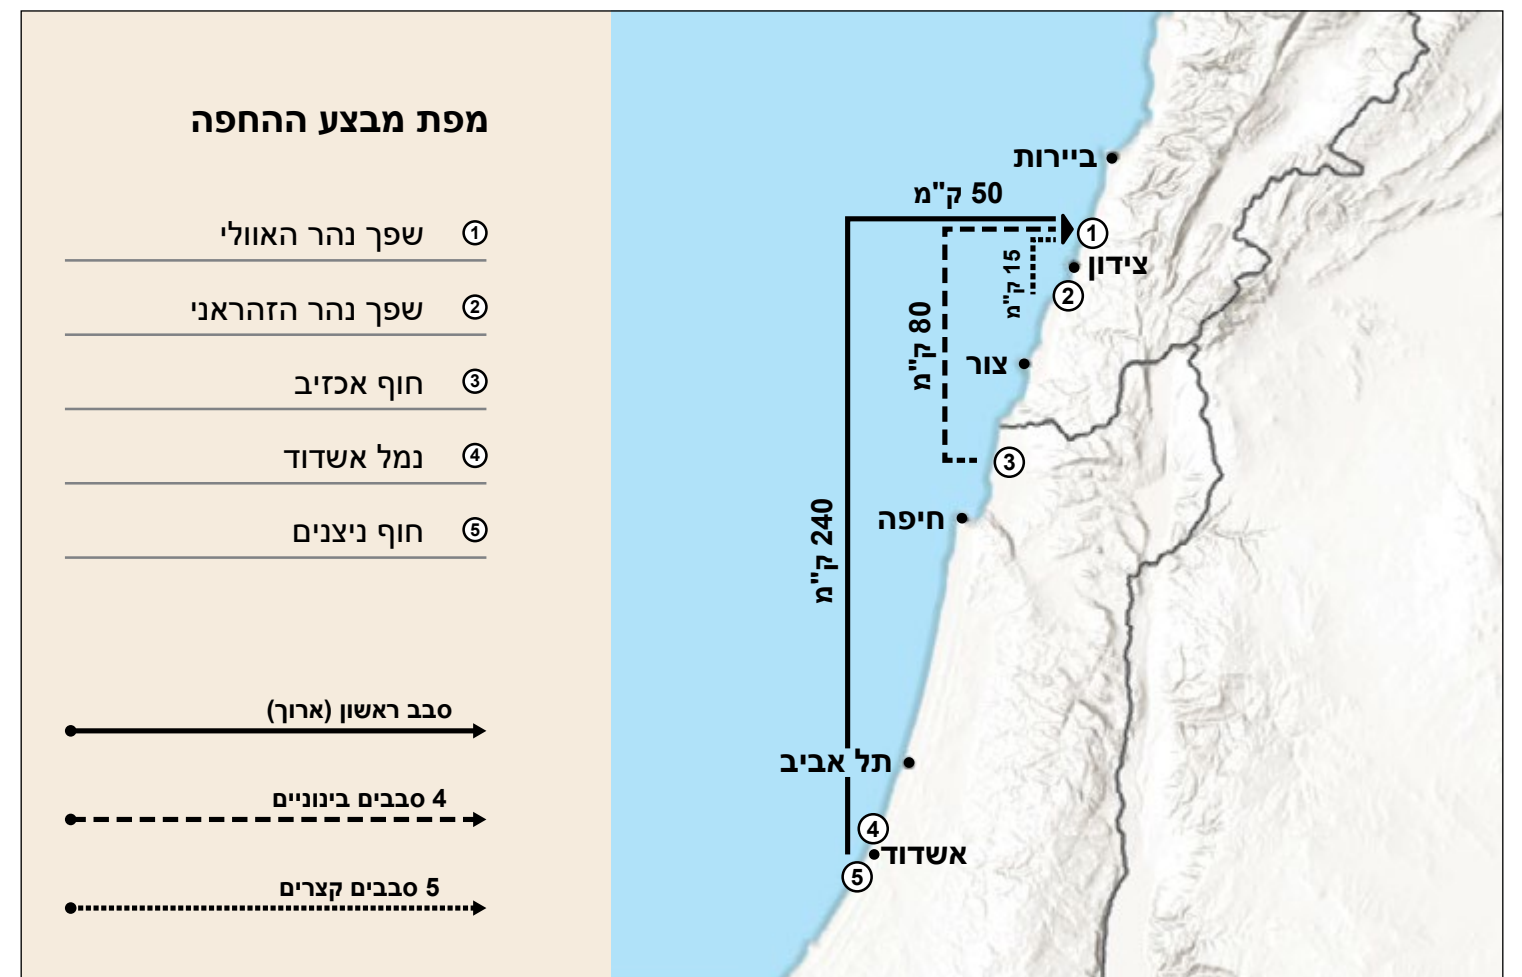 מפת מבצע ההחפה
1 שפך נהר האוולי
2 שפך נהר הזהראני
3 חוף אכזיב
4 נמל אשדוד
5 חוף ניצנים
סבב ראשון (ארוך)
4 סבבים בינוניים
5 סבבים קצרים
ביירות
50 ק"מ
1
15 ק"מ
צידון
2
80 ק"מ
צור
3
חיפה
240 ק"מ
תל אביב
4
אשדוד
5